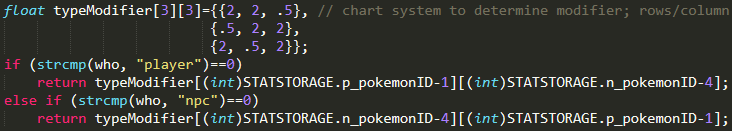 float typeModifier[3][3]={{2, 2, .5}, // chart system to determine modifier; rows/column
{.5, 2, 2},
{2, .5, 2}};
if (strcmp(who, "player")==0)
return typeModifier[(int)STATSTORAGE.p_pokemonID-1][(int)STATSTORAGE.n_pokemonID-4];
else if (strcmp(who, "npc")==0)
return typeModifier[(int)STATSTORAGE.n_pokemonID-4][(int)STATSTORAGE.p_pokemonID-1];